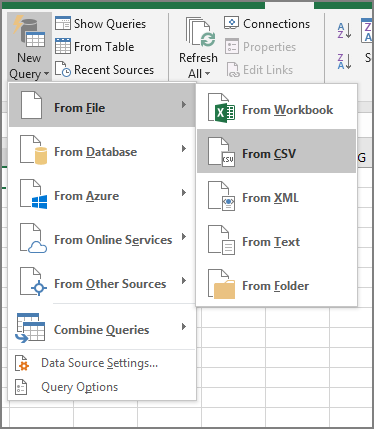 New Query
Show Queries
From Table
Recent Sources
Refresh All
Connections
Properties
Edit Links
From File
From Database
From Azure
From Online Services
From Other Sources
Combine Queries
Data Source Settings...
Query Options
From Workbook
From CSV
CSV
From XML
From Text
From Folder
G